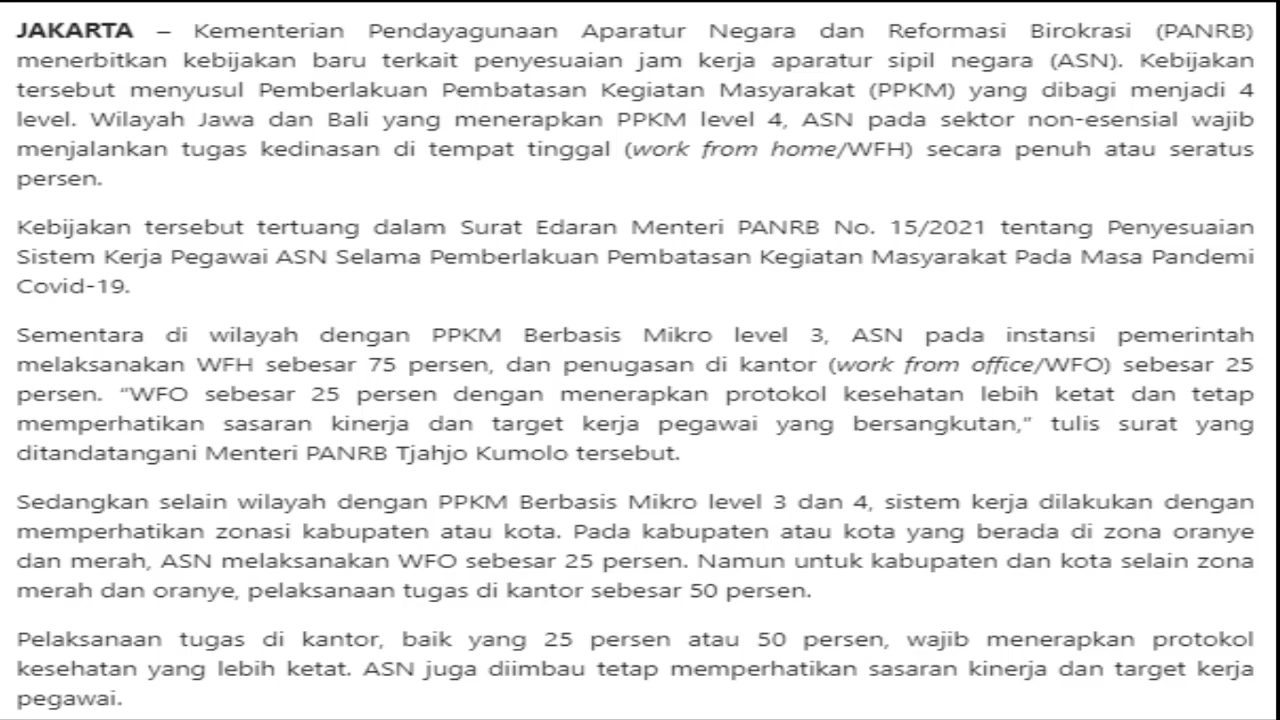 JAKARTA – Kementerian Pendayagunaan Aparatur Negara dan Reformasi Birokrasi (PANRB)
menerbitkan kebijakan baru terkait penyesuaian jam kerja aparatur sipil negara (ASN). Kebijakan
tersebut menyusul Pemberlakuan Pembatasan Kegiatan Masyarakat (PPKM) yang dibagi menjadi 4
level. Wilayah Jawa dan Bali yang menerapkan PPKM level 4, ASN pada sektor non-esensial wajib
menjalankan tugas kedinasan di tempat tinggal (work from home/WFH) secara penuh atau seratus
persen.
Kebijakan tersebut tertuang dalam Surat Edaran Menteri PANRB No. 15/2021 tentang Penyesuaian
Sistem Kerja Pegawai ASN Selama Pemberlakuan Pembatasan Kegiatan Masyarakat Pada Masa Pandemi
Covid-19.
Sementara di wilayah dengan PPKM Berbasis Mikro level 3, ASN pada instansi pemerintah
melaksanakan WFH sebesar 75 persen, dan penugasan di kantor (work from office/WFO) sebesar 25
persen. “WFO sebesar 25 persen dengan menerapkan protokol kesehatan lebih ketat dan tetap
memperhatikan sasaran kinerja dan target kerja pegawai yang bersangkutan,” tulis surat yang
ditandatangani Menteri PANRB Tjahjo Kumolo tersebut.
Sedangkan selain wilayah dengan PPKM Berbasis Mikro level 3 dan 4, sistem kerja dilakukan dengan
memperhatikan zonasi kabupaten atau kota. Pada kabupaten atau kota yang berada di zona oranye
dan merah, ASN melaksanakan WFO sebesar 25 persen. Namun untuk kabupaten dan kota selain zona
merah dan oranye, pelaksanaan tugas di kantor sebesar 50 persen.
Pelaksanaan tugas di kantor, baik yang 25 persen atau 50 persen, wajib menerapkan protokol
kesehatan yang lebih ketat. ASN juga diimbau tetap memperhatikan sasaran kinerja dan target kerja
pegawai.